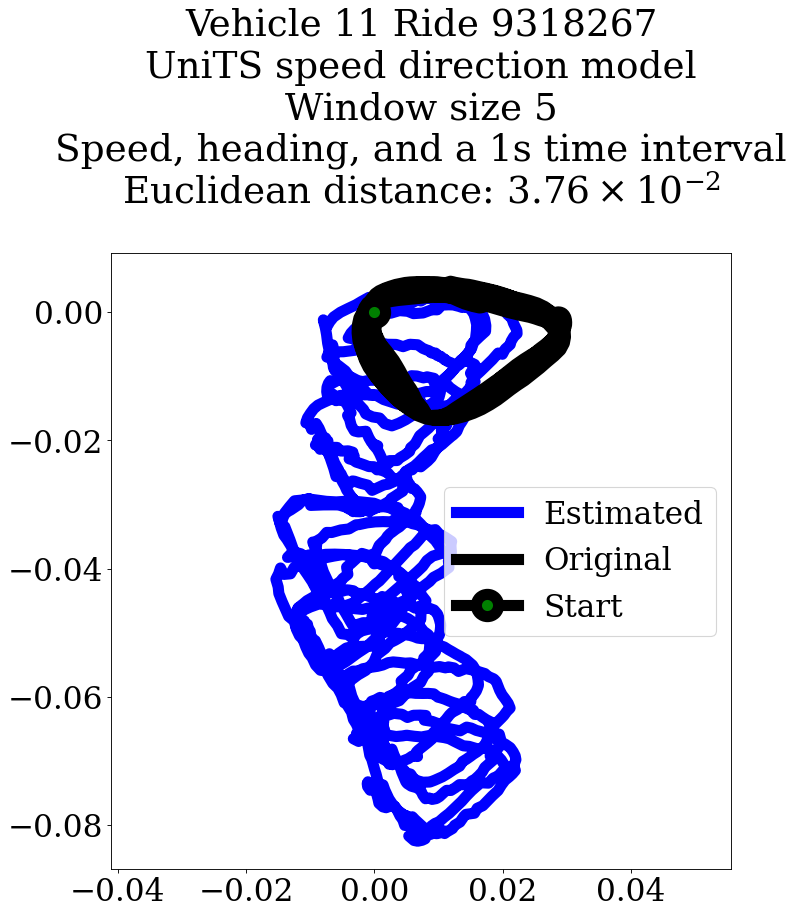 Vehicle 11 Ride 9318267
UniTS speed direction model
Window size 5
Speed, heading, and a 1s time interval
Euclidean distance: 3.76 × 10⁻²
0.00
−0.02
−0.04
−0.06
−0.08
Estimated
Original
Start
−0.04 −0.02 0.00 0.02 0.04